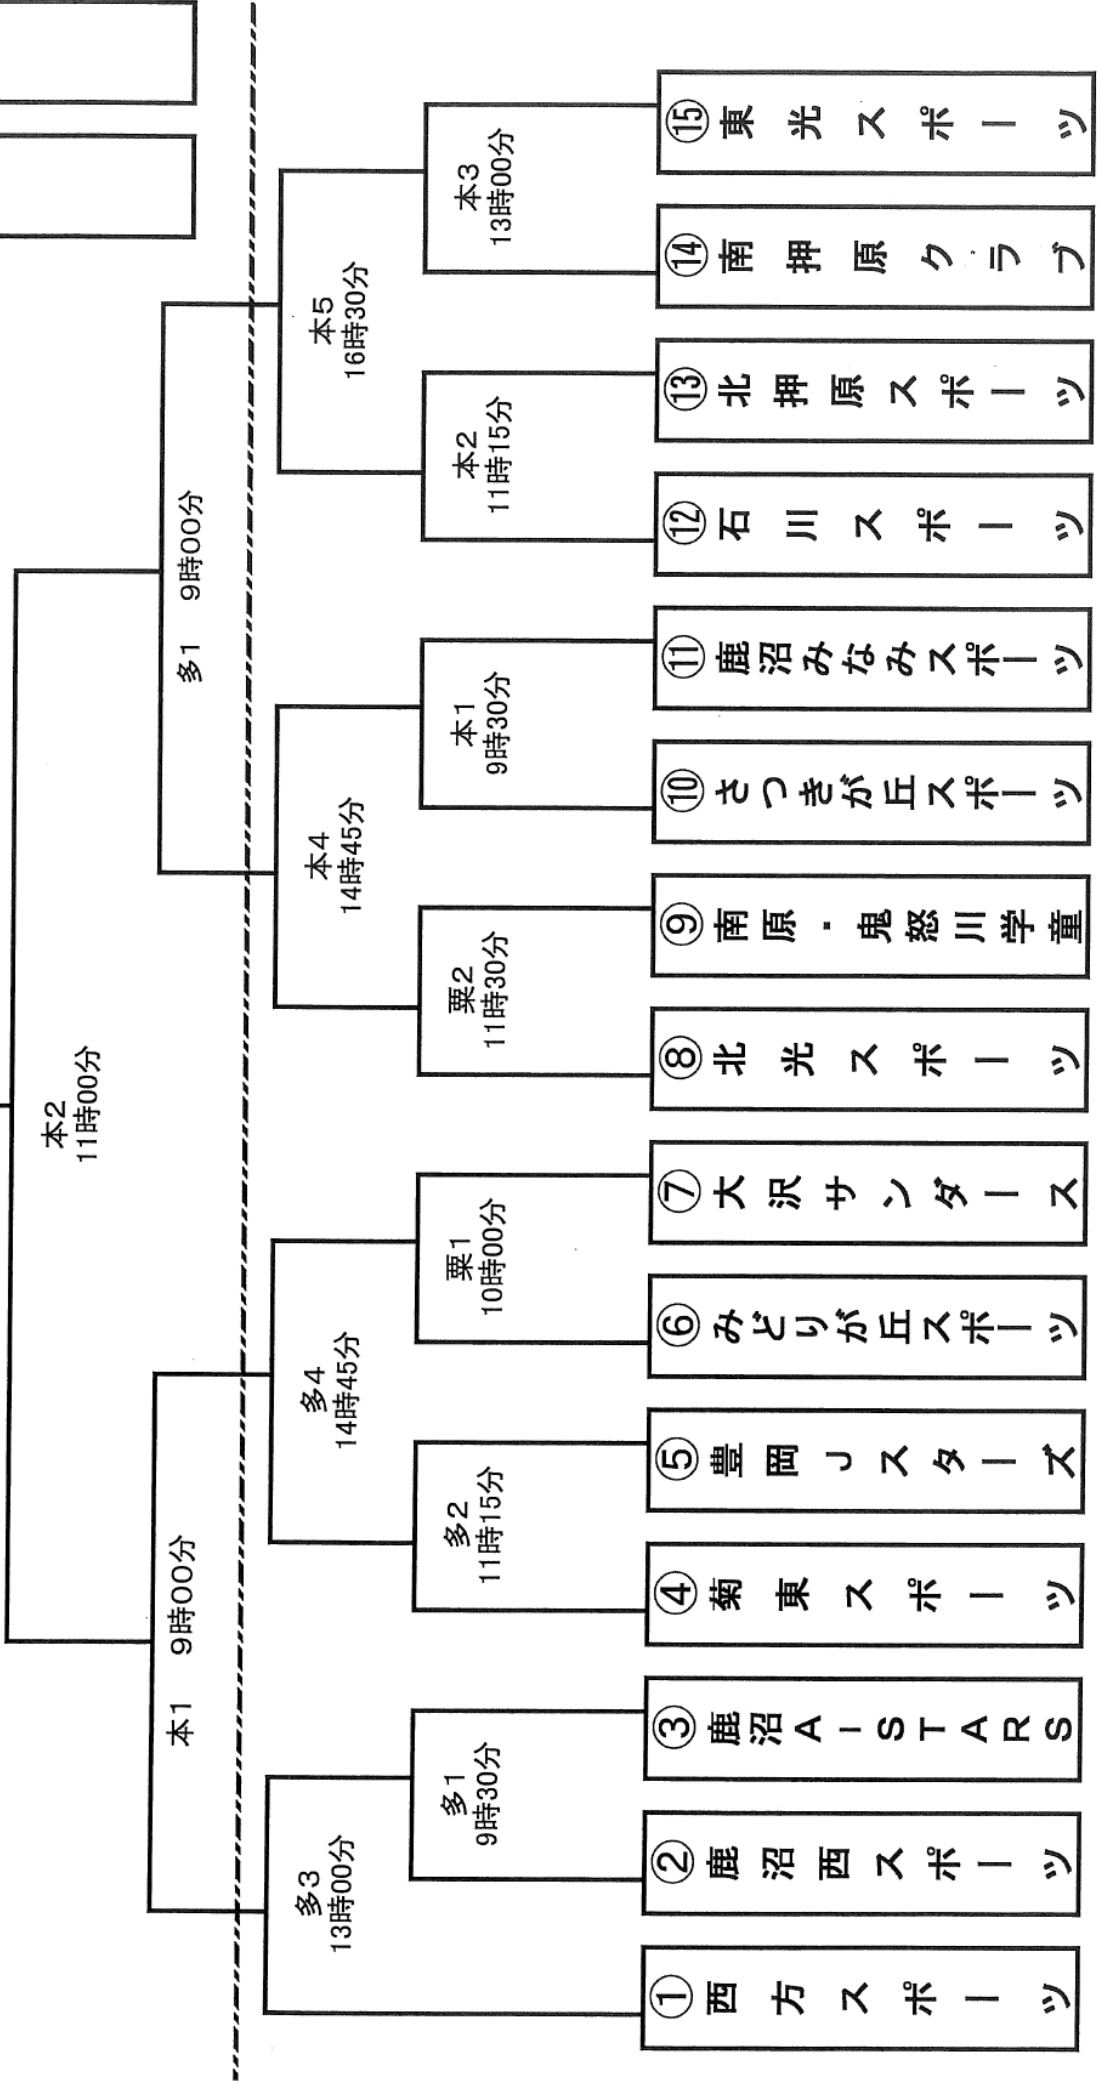 本2
11時00分
本1 9時00分
多1 9時00分
多3
13時00分
多4
14時45分
本4
14時45分
本5
16時30分
多1
9時30分
多2
11時15分
粟1
10時00分
粟2
11時30分
本1
9時30分
本2
11時15分
本3
13時00分
①西方スポーツ
②鹿沼西スポーツ
③鹿沼AISTARS
④菊東スポーツ
⑤豊岡Jスターズ
⑥みどりが丘スポーツ
⑦大沢サンダース
⑧北光スポーツ
⑨南原・鬼怒川学童
⑩さつきが丘スポーツ
⑪鹿沼みなみスポーツ
⑫石川スポーツ
⑬北押原スポーツ
⑭南押原クラブ
⑮東光スポーツ